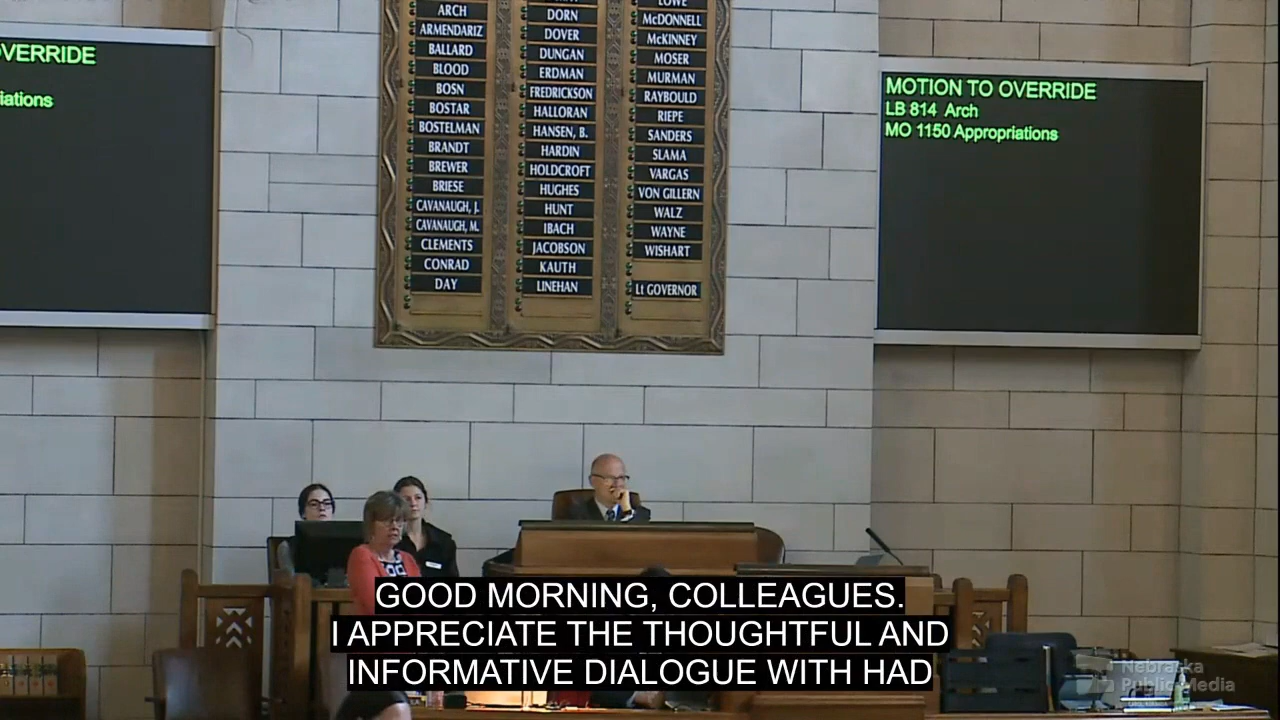 VERRIDE
iations
ARCH
ARMENDARIZ
BALLARD
BLOOD
BOSN
BOSTAR
BOSTELMAN
BRANDT
BREWER
BRIESE
CAVANAUGH, J.
CAVANAUGH, M.
CLEMENTS
CONRAD
DAY
DORN
DOVER
DUNGAN
ERDMAN
FREDRICKSON
HALLORAN
HANSEN, B.
HARDIN
HOLDCROFT
HUGHES
HUNT
IBACH
JACOBSON
KAUTH
LINEHAN
LOWE
McDONNELL
McKINNEY
MOSER
MURMAN
RAYBOULD
RIEPE
SANDERS
SLAMA
VARGAS
VON GILLERN
WALZ
WAYNE
WISHART
Lt GOVERNOR
MOTION TO OVERRIDE
LB 814 Arch
MO 1150 Appropriations
GOOD MORNING, COLLEAGUES.
I APPRECIATE THE THOUGHTFUL AND
INFORMATIVE DIALOGUE WITH HAD
Nebraska
Public Media